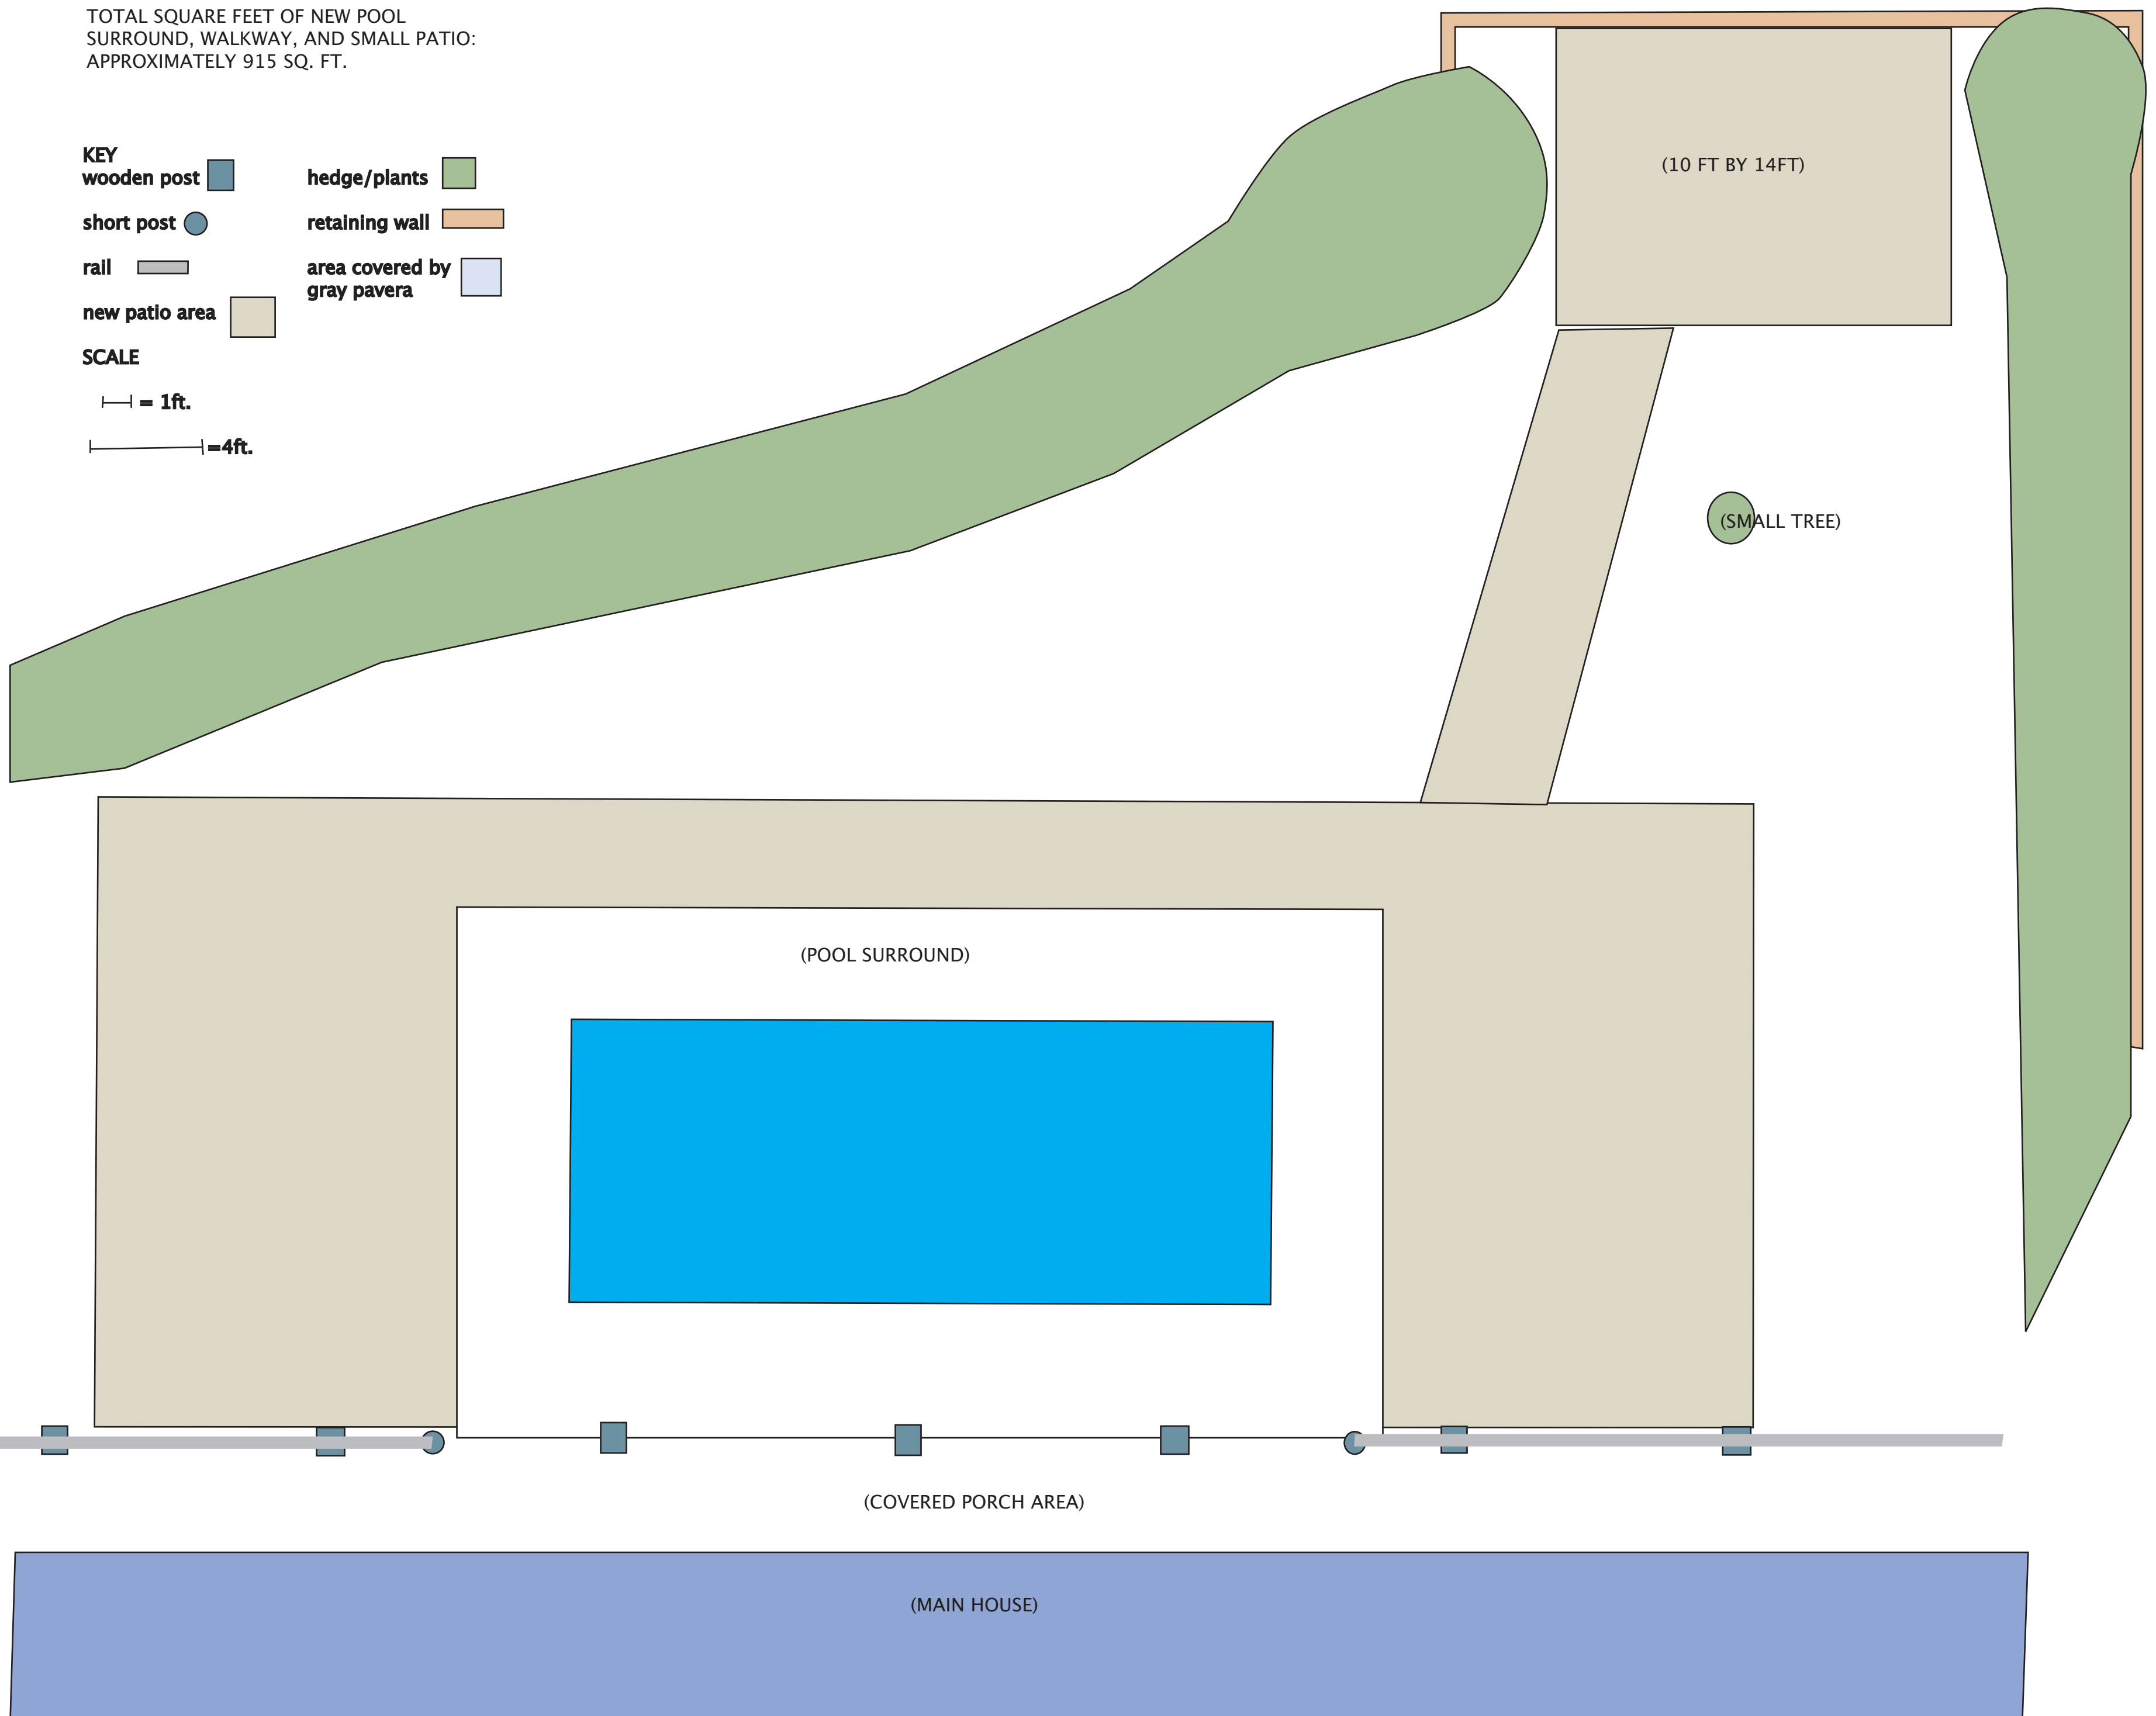 TOTAL SQUARE FEET OF NEW POOL
SURROUND, WALKWAY, AND SMALL PATIO:
APPROXIMATELY 915 SQ. FT.
KEY
wooden post
short post
rail
new patio area
SCALE
= 1ft.
=4ft.
hedge/plants
retaining wall
area covered by
gray pavera
(10 FT BY 14FT)
(SMALL TREE)
(POOL SURROUND)
(COVERED PORCH AREA)
(MAIN HOUSE)